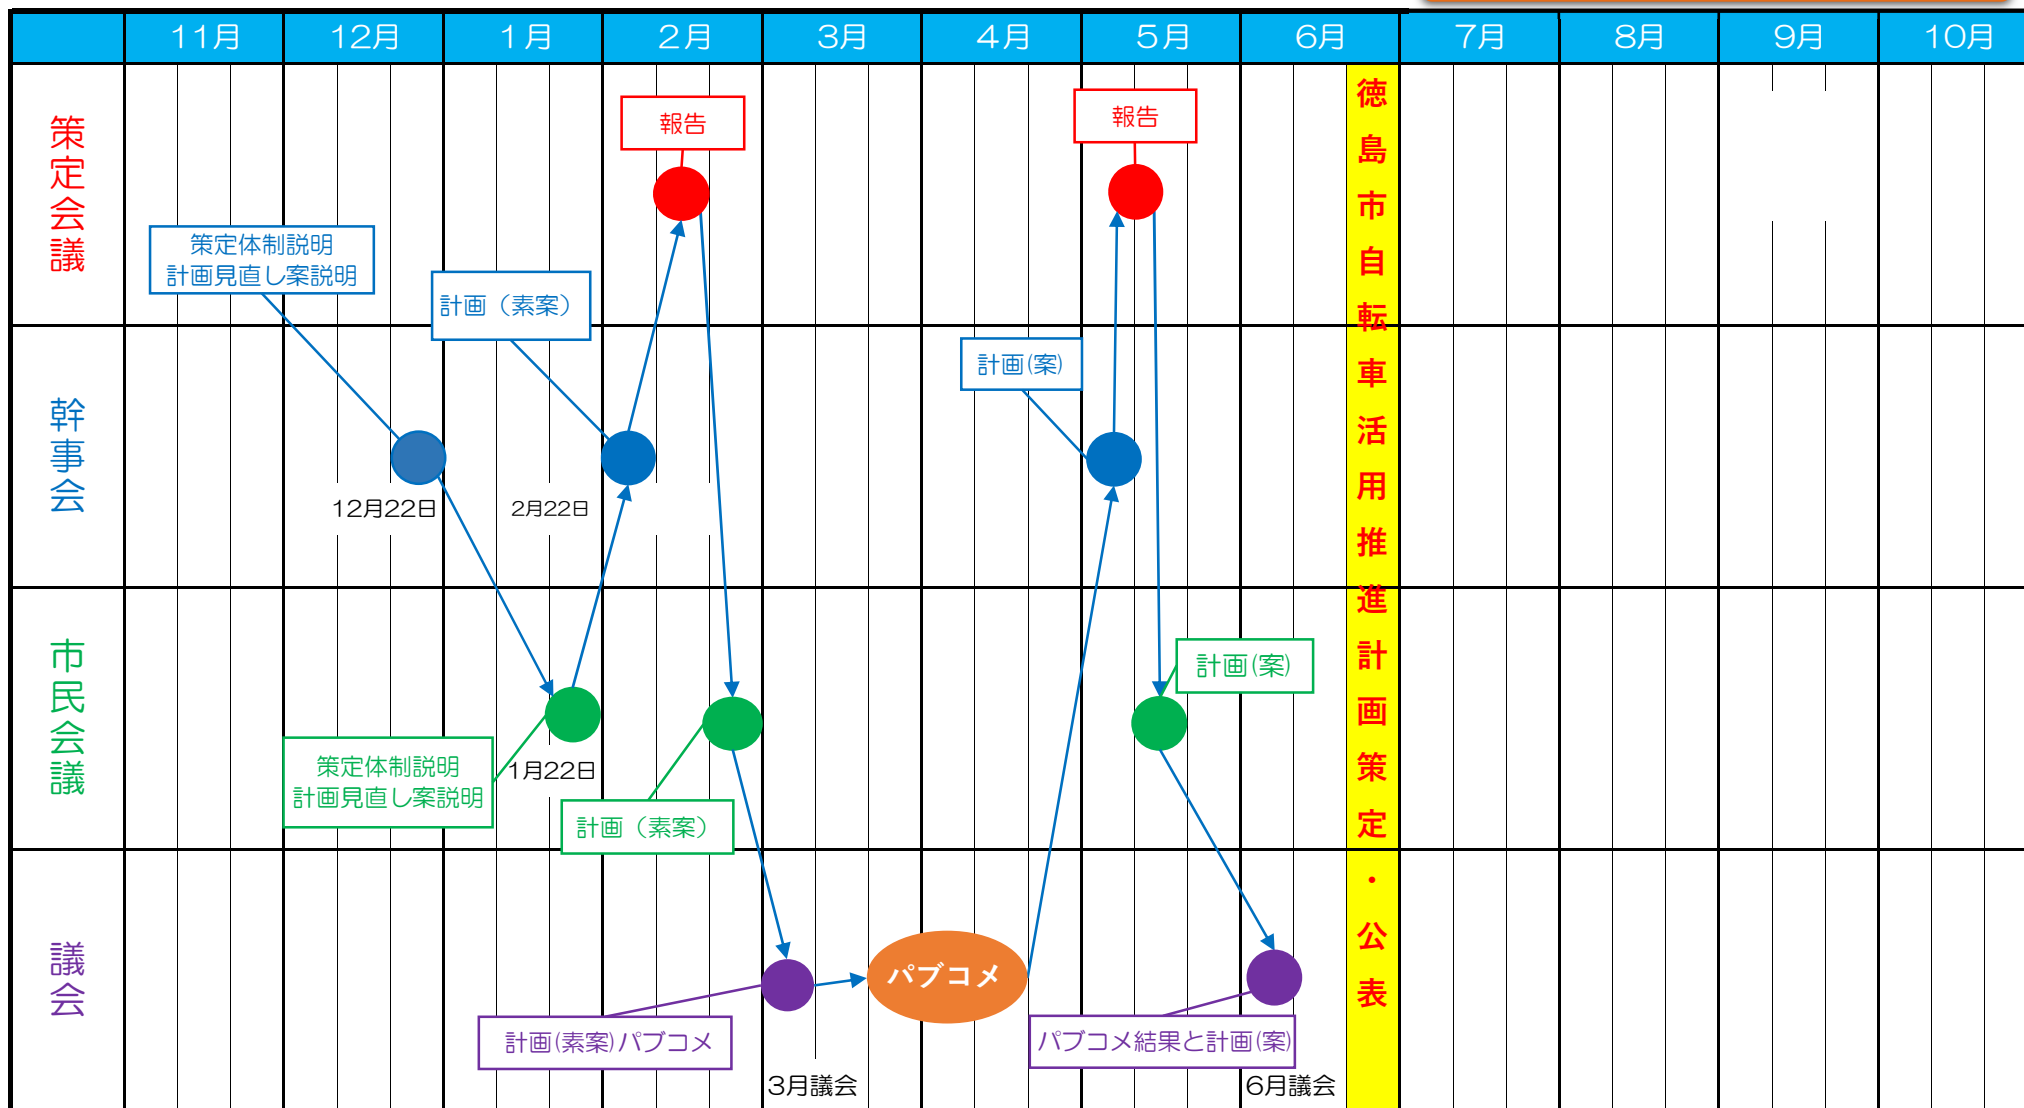 11月
12月
1月
2月
3月
4月
5月
6月
7月
8月
9月
10月
策定会議
報告
報告
策定体制説明
計画見直し案説明
計画（素案）
幹事会
計画(案)
12月22日
2月22日
市民会議
計画(案)
策定体制説明
計画見直し案説明
1月22日
計画（素案）
議会
パブコメ
計画(素案)パブコメ
パブコメ結果と計画(案)
3月議会
6月議会
徳島市自転車活用推進計画策定・公表